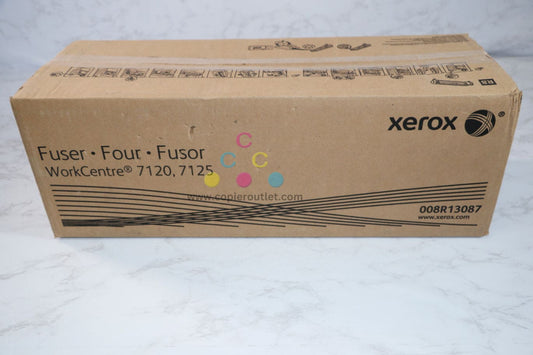 xerox
Fuser • Four • Fusor
WorkCentre® 7120, 7125
C
C C
www.copieroutlet.com
008R13087
www.xerox.com